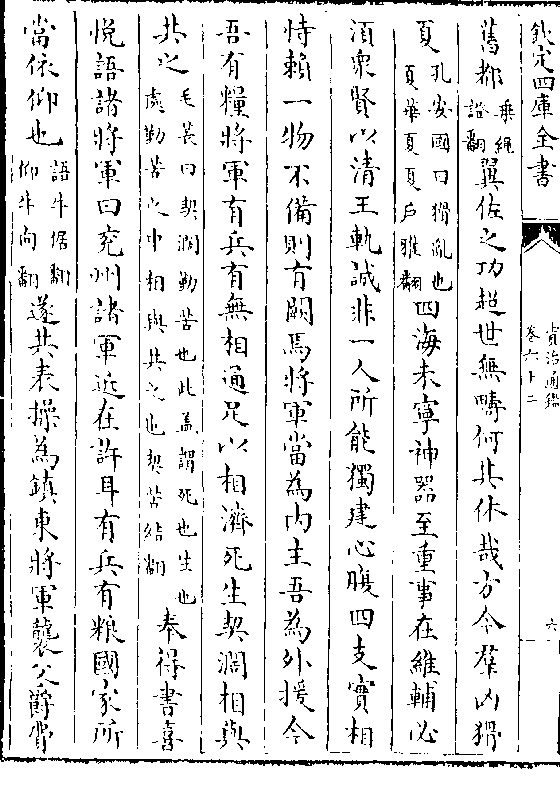 欽定四庫全書
資治通鑑
卷六十二
六
舊都乗繩證翻翼佐之功超世無疇何其休哉方今羣凶猾
夏孔安國曰猾亂也夏華夏夏户雅翻四海未寧神器至重事在維輔必
須衆賢以清王軌誠非一人所能獨建心腹四支實相
恃賴一物不備則有闕焉將軍當為内主吾為外援今
吾有糧將軍有兵有無相通足以相濟死生契濶相與
共之毛萇曰契濶勤苦也此盖謂死也生也處勤苦之中相與共之也契苦結翻奉得書喜
悦語諸將軍曰兖州諸軍近在許耳有兵有粮國家所
當依仰也語牛倨翻仰牛向翻遂共表操為鎮東將軍襲父爵費